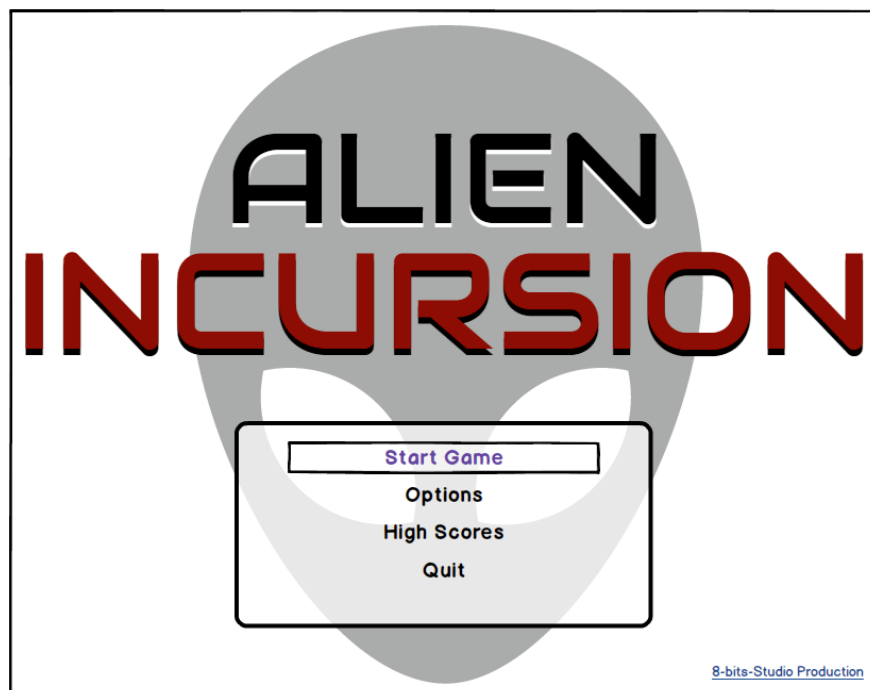 ALIEN
INCURSION
Start Game
Options
High Scores
Quit
8-bits-Studio Production